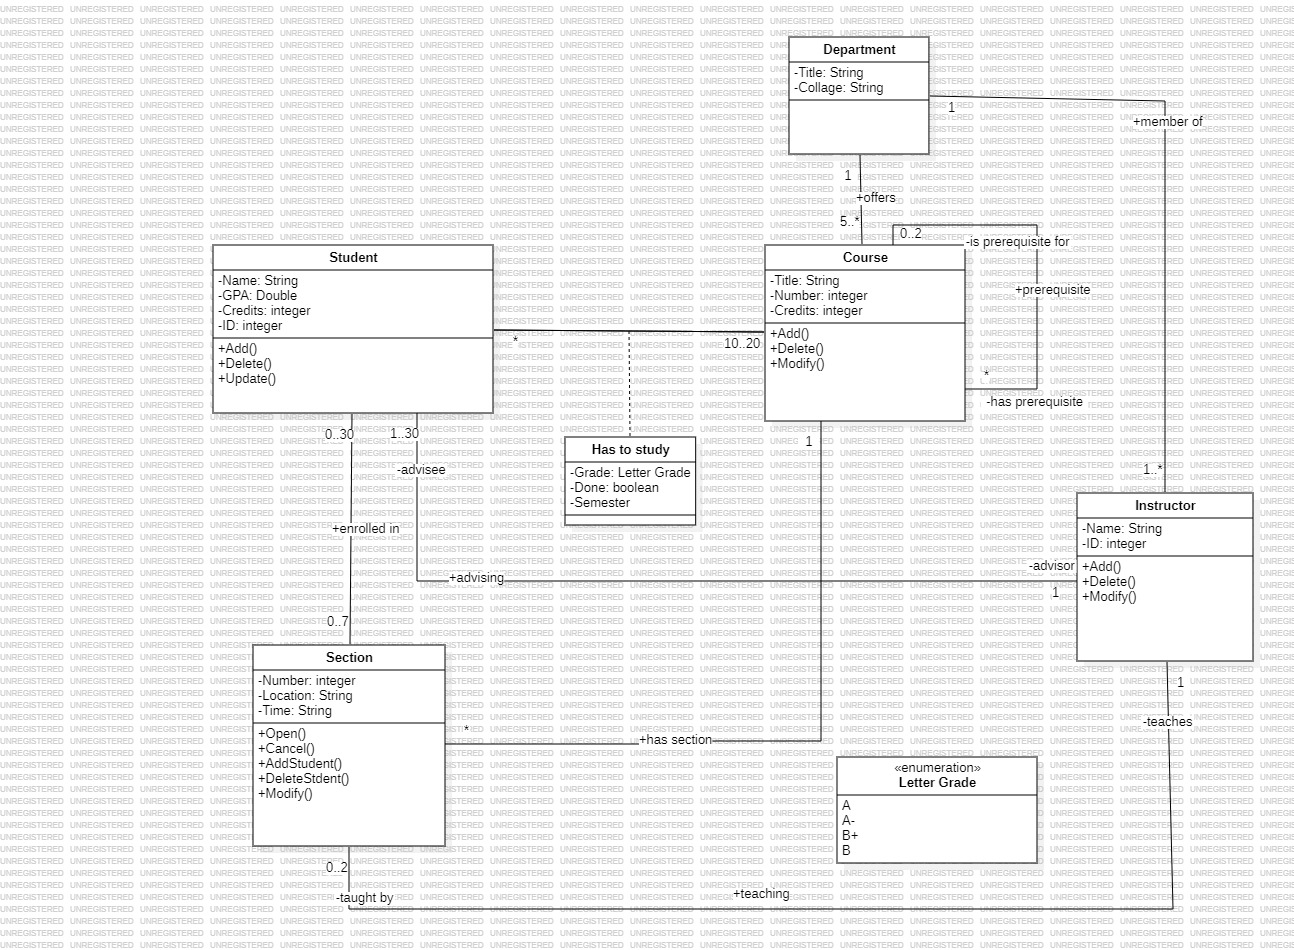 Department
-Title: String
-Collage: String
1
+member of
1
+offers
5..*
0..2
-is prerequisite for
Student
-Name: String
-GPA: Double
-Credits: integer
-ID: integer
+Add()
+Delete()
+Update()
Course
-Title: String
-Number: integer
-Credits: integer
+Add()
+Delete()
+Modify()
+prerequisite
*
10..20
*
-has prerequisite
0..30
1..30
1
-advisee
Has to study
-Grade: Letter Grade
-Done: boolean
-Semester
1..*
Instructor
-Name: String
-ID: integer
+Add()
+Delete()
+Modify()
+enrolled in
+advising
-advisor
1
0..7
Section
-Number: integer
-Location: String
-Time: String
+Open()
+Cancel()
+AddStudent()
+DeleteStdent()
+Modify()
*
+has section
1
-teaches
«enumeration»
Letter Grade
A
A-
B+
B
0..2
-taught by
+teaching
UNREGISTERED